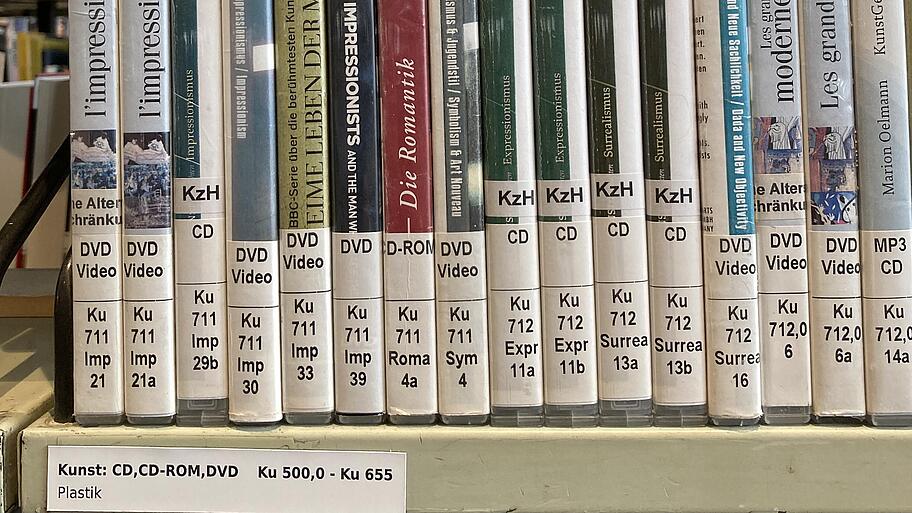 l'impressi
ne Alter
chränku
DVD
Video
Ku
711
Imp
21
l'impressi
DVD
Video
Ku
711
Imp
21a
Impressionismus
KzH
CD
Ku
711
Imp
29b
Impressionismus / Impressionism
DVD
Video
Ku
711
Imp
30
BBC-Serie über die berühmtesten Kun
EIME LEBEN DER M
DVD
Video
Ku
711
Imp
33
IMPRESSIONISTS AND THE MAN W
DVD
Ku
711
Imp
39
Die Romantik
CD-ROM
Ku
711
Roma
4a
smus & Jugendstil / Symbolism & Art Nouveau
DVD
Video
Ku
711
Sym
4
Expressionismus
KzH
CD
Ku
712
Expr
11a
Expressionismus
KzH
CD
Ku
712
Expr
11b
Surrealismus
KzH
CD
Ku
712
Surrea
13a
Surrealismus
KzH
CD
Ku
712
Surrea
13b
und Neue Sachlichkeit / Dada and New Objectivity
DVD
Video
Ku
712
Surrea
16
Les gra
moderne
ne Alter
chränku
DVD
Video
Ku
712,0
6
Les grand
DVD
Video
Ku
712,0
6a
KunstGe
Marion Oelmann
MP3
CD
Ku
712,0
14a
Kunst: CD,CD-ROM,DVD Ku 500,0 - Ku 655
Plastik